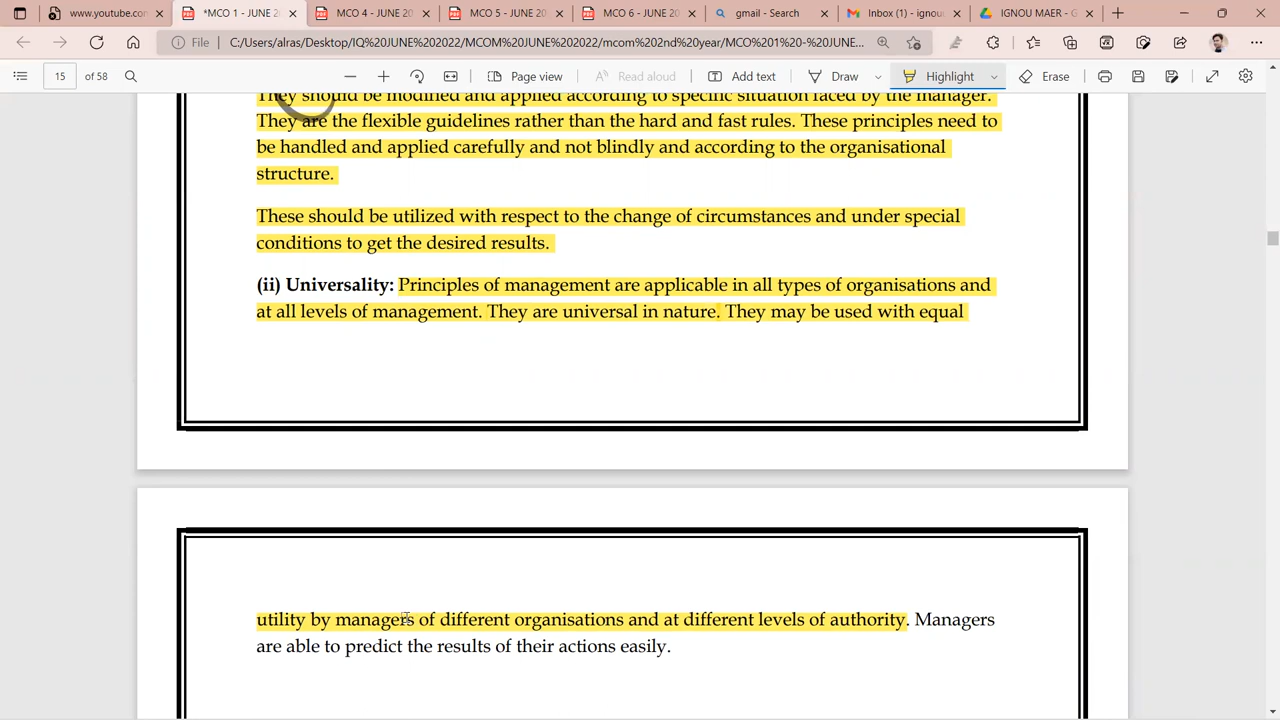 www.youtube.com
*MCO 1 - JUNE 20
MCO 4 - JUNE 20
MCO 5 - JUNE 20
MCO 6 - JUNE 20
gmail - Search
Inbox (1) - ignou
IGNOU MAER - G
File
C:/Users/alras/Desktop/IQ%20JUNE%202022/MCOM%20JUNE%202022/mcom%202nd%20year/MCO%201%20-%20JUNE...
15 of 58
Page view
Read aloud
Add text
Draw
Highlight
Erase
They should be modified and applied according to specific situation faced by the manager.
They are the flexible guidelines rather than the hard and fast rules. These principles need to
be handled and applied carefully and not blindly and according to the organisational
structure.
These should be utilized with respect to the change of circumstances and under special
conditions to get the desired results.
(ii) Universality: Principles of management are applicable in all types of organisations and
at all levels of management. They are universal in nature. They may be used with equal
utility by managers of different organisations and at different levels of authority. Managers
are able to predict the results of their actions easily.